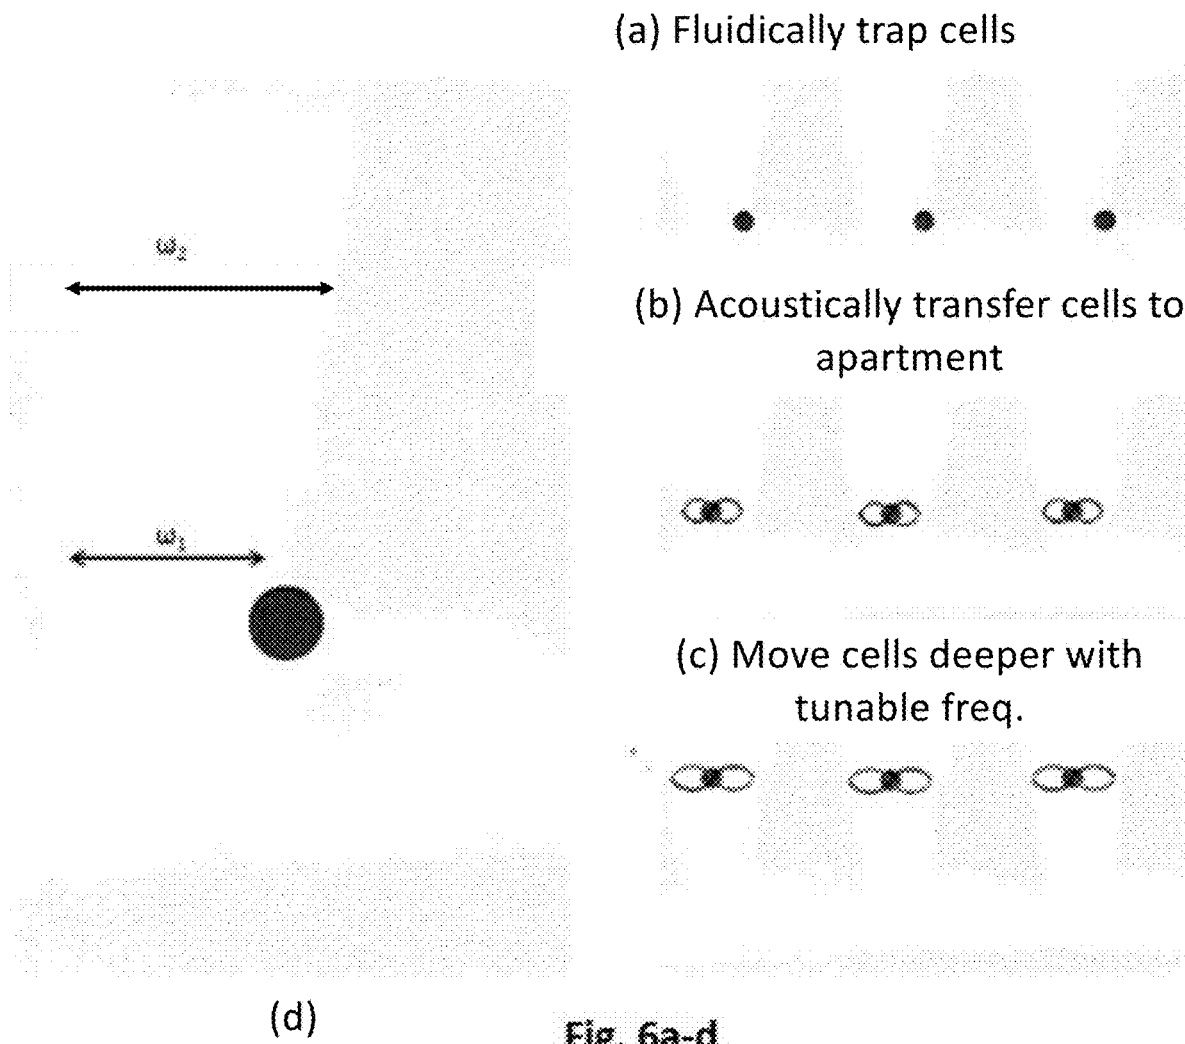 (a) Fluidically trap cells
ω₂
(b) Acoustically transfer cells to
apartment
ω₁
(c) Move cells deeper with
tunable freq.
(d)
Fig. 6a-d